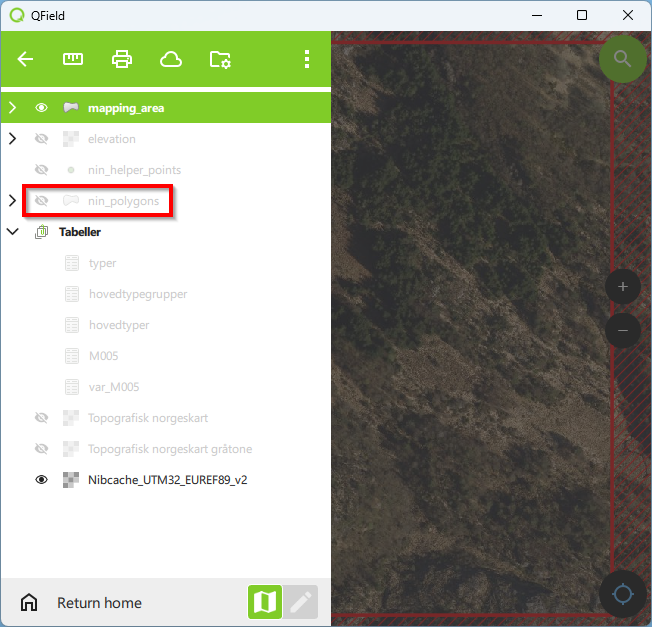 QField
mapping_area
elevation
nin_helper_points
nin_polygons
Tabeller
typer
hovedtypegrupper
hovedtyper
M005
var_M005
Topografisk norgeskart
Topografisk norgeskart gråtone
Nibcache_UTM32_EUREF89_v2
Return home